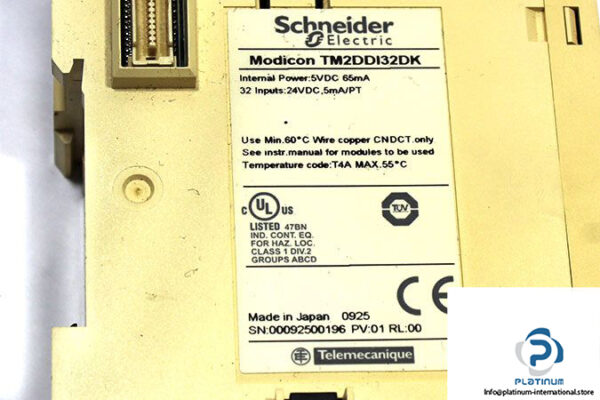 Schneider
Electric
Modicon TM2DDI32DK
Internal Power:5VDC 65mA
32 Inputs:24VDC,5mA/PT
Use Min.60°C Wire copper CNDCT.only
See instr.manual for modules to be used
Temperature code:T4A MAX.55°C
C UL US
LISTED 47BN
IND. CONT. EQ.
FOR HAZ. LOC.
CLASS 1 DIV.2
GROUPS ABCD
TUV
CE
Made in Japan 0925
SN:00092500196 PV:01 RL:00
Telemecanique
PLATINUM
Info@platinum-international.store